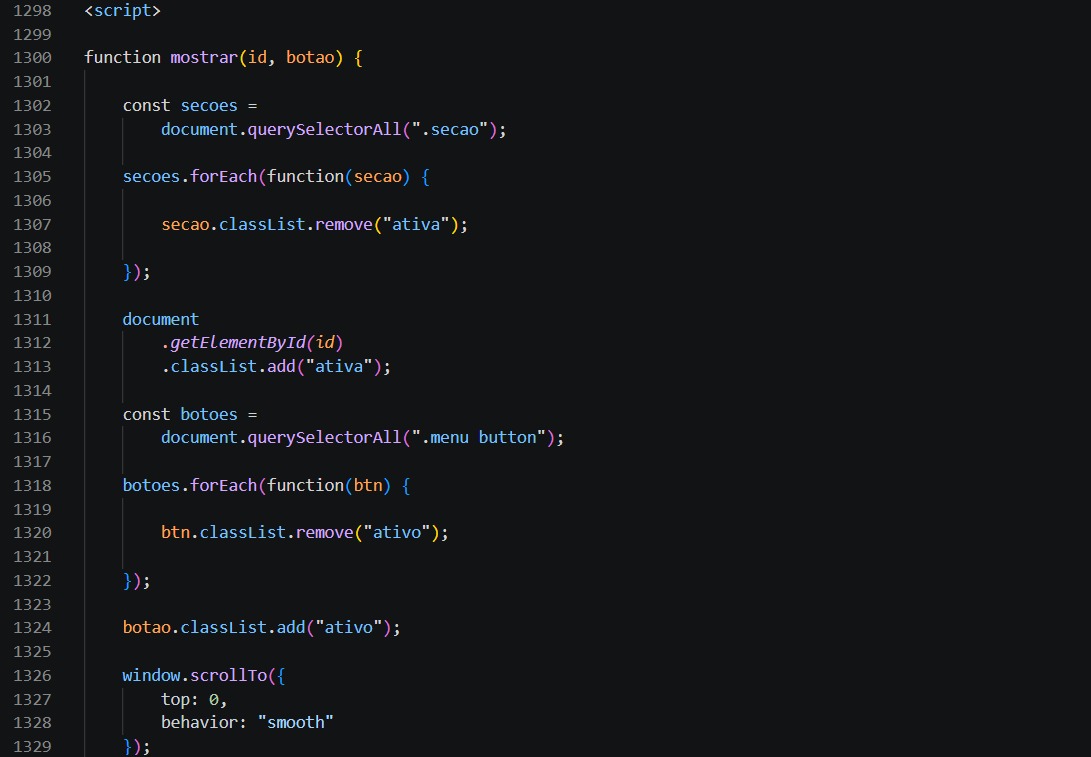 1298 <script>
1299
1300 function mostrar(id, botao) {
1301
1302 const secoes =
1303 document.querySelectorAll(".secao");
1304
1305 secoes.forEach(function(secao) {
1306
1307 secao.classList.remove("ativa");
1308
1309 });
1310
1311 document
1312 .getElementById(id)
1313 .classList.add("ativa");
1314
1315 const botoes =
1316 document.querySelectorAll(".menu button");
1317
1318 botoes.forEach(function(btn) {
1319
1320 btn.classList.remove("ativo");
1321
1322 });
1323
1324 botao.classList.add("ativo");
1325
1326 window.scrollTo({
1327 top: 0,
1328 behavior: "smooth"
1329 });